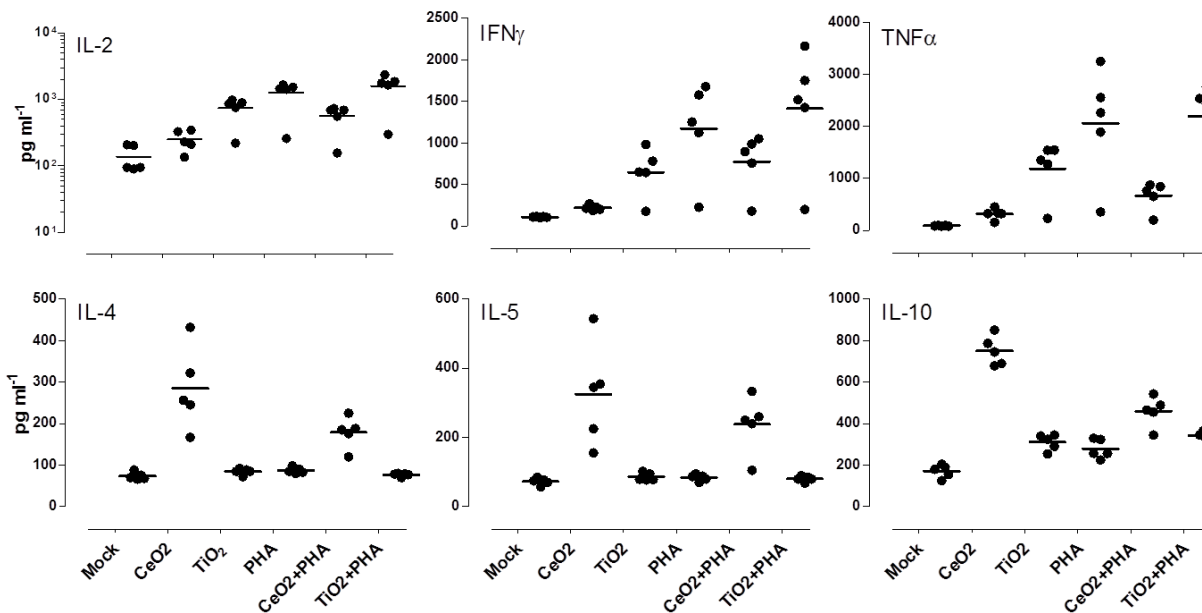 IL-2
pg ml-1
10⁴
10³
10²
10¹
IFNγ
2500
2000
1500
1000
500
0
TNFα
4000
3000
2000
1000
0
IL-4
pg ml-1
500
400
300
200
100
0
IL-5
600
400
200
0
IL-10
1000
800
600
400
200
0
Mock
CeO2
TiO₂
PHA
CeO2+PHA
TiO2+PHA
Mock
CeO2
TiO2
PHA
CeO2+PHA
TiO2+PHA
Mock
CeO2
TiO2
PHA
CeO2+PHA
TiO2+PHA